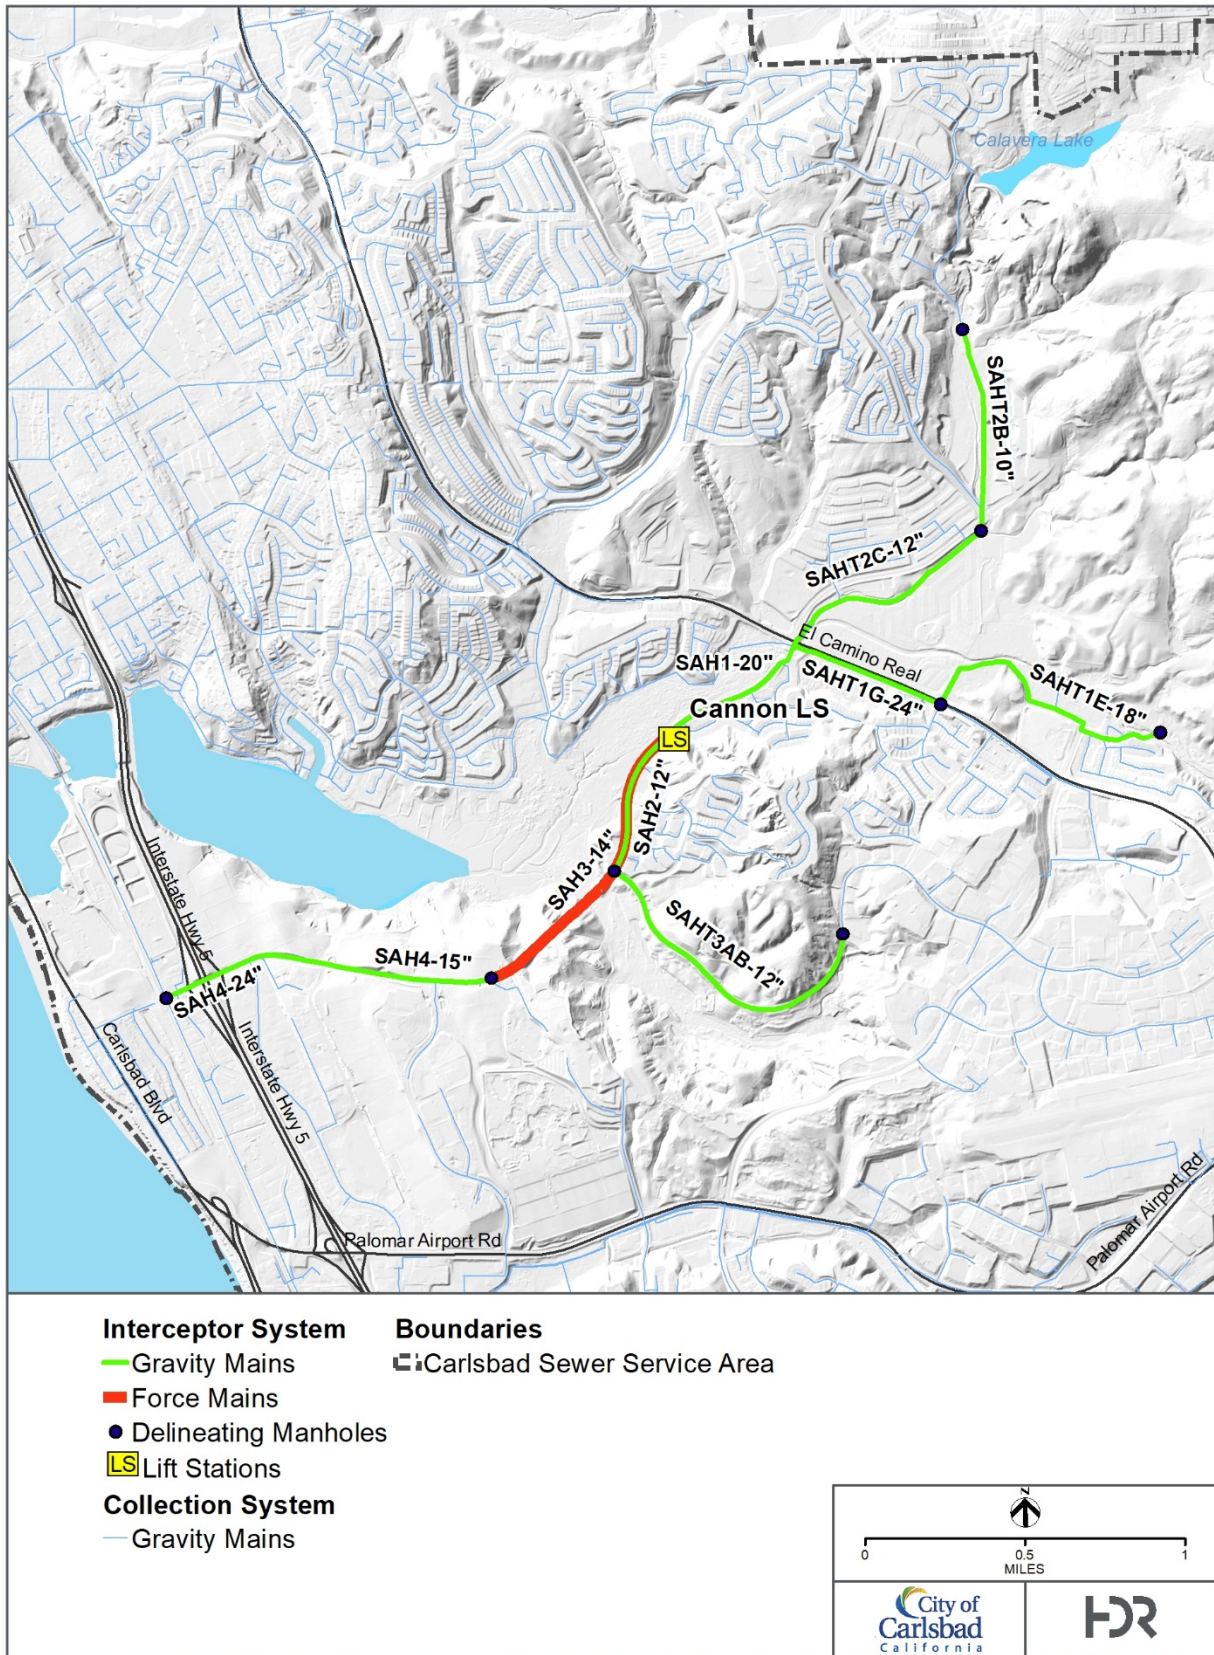 Calavera Lake
SAHT2B-10"
SAHT2C-12"
El Camino Real
SAH1-20"
SAHT1G-24"
SAHT1E-18"
Cannon LS
LS
SAH2-12"
SAH3-14"
SAHT3AB-12"
Interstate Hwy 5
SAH4-15"
SAH4-24"
Carlsbad Blvd
Interstate Hwy 5
Palomar Airport Rd
Palomar Airport Rd
Interceptor System
Gravity Mains
Force Mains
Delineating Manholes
LS Lift Stations
Collection System
Gravity Mains
Boundaries
Carlsbad Sewer Service Area
Z
0 0.5 1
MILES
City of
Carlsbad
California
HDR